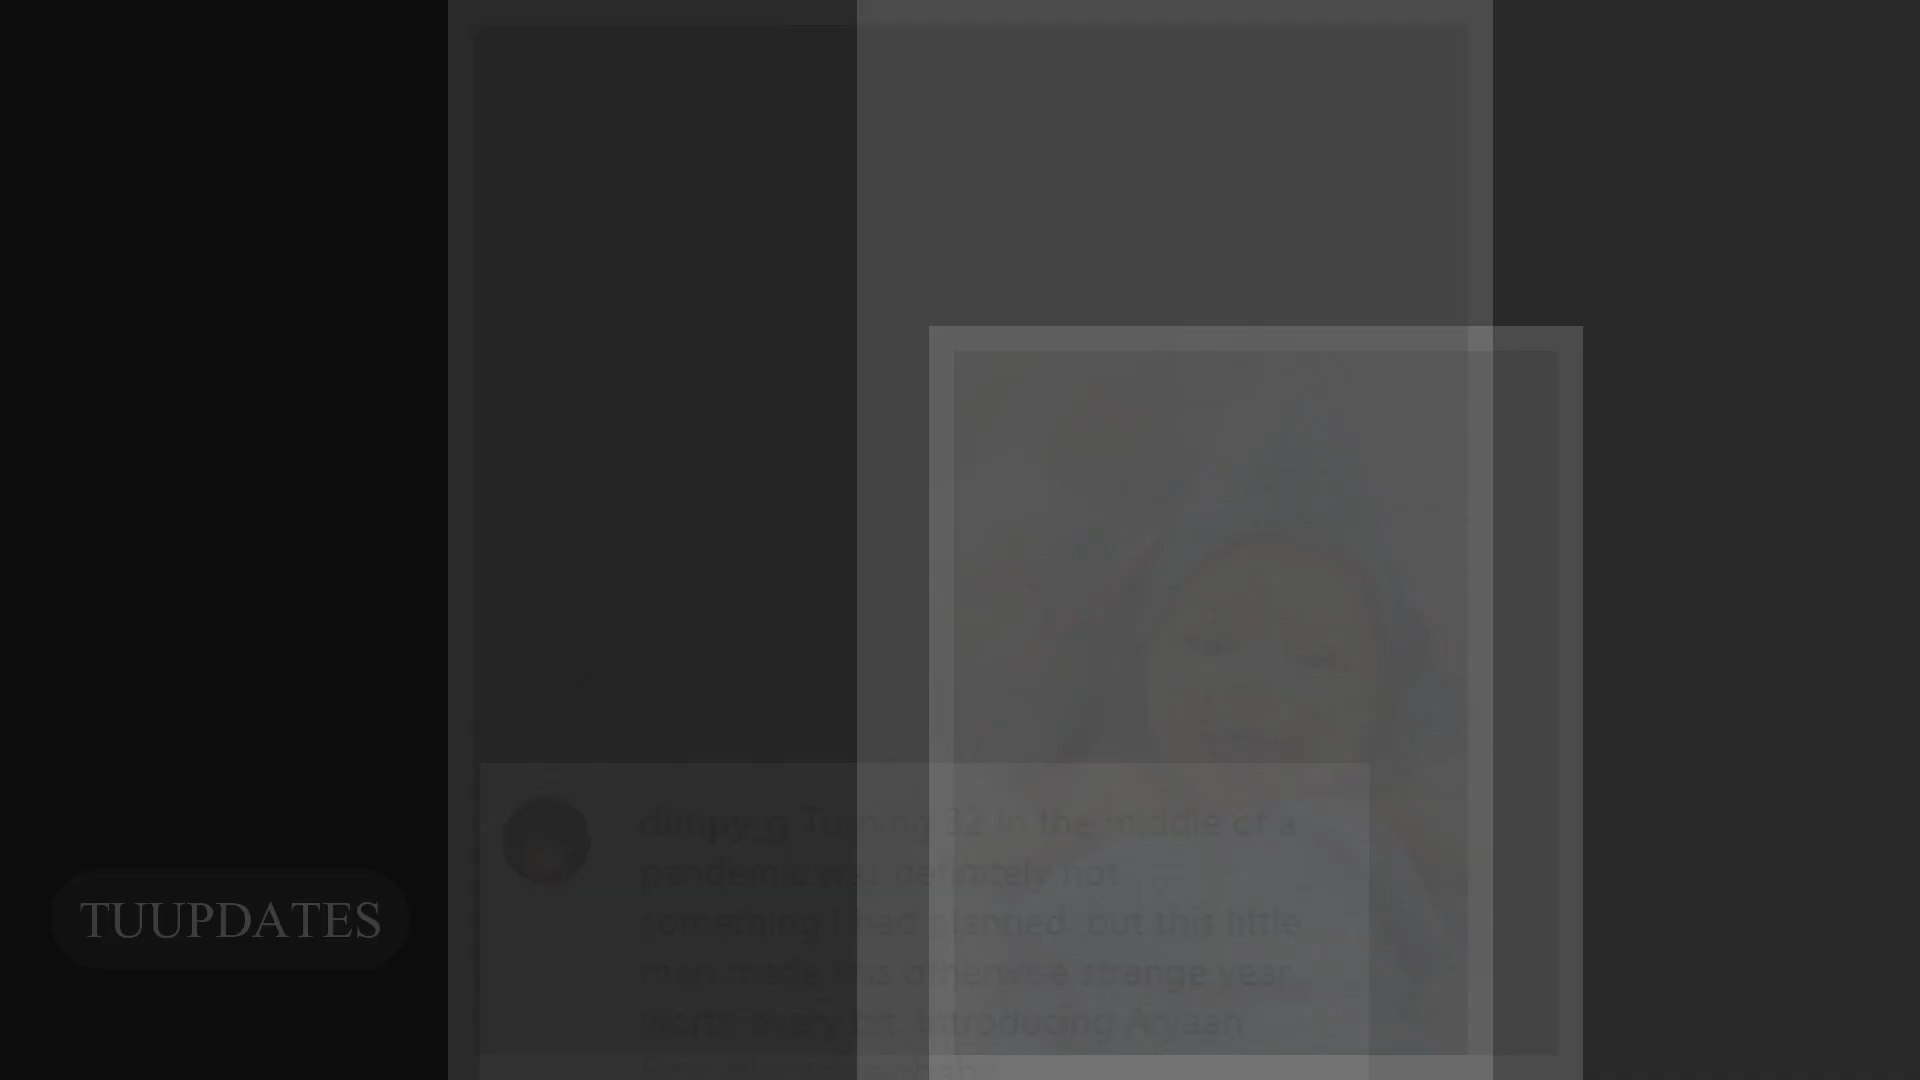 dimpy_g Turning 32 in the middle of a
pandemic was definitely not
something I had planned, but this little
man made this otherwise strange year
worth every bit. Introducing Aryaan
TUUPDATES